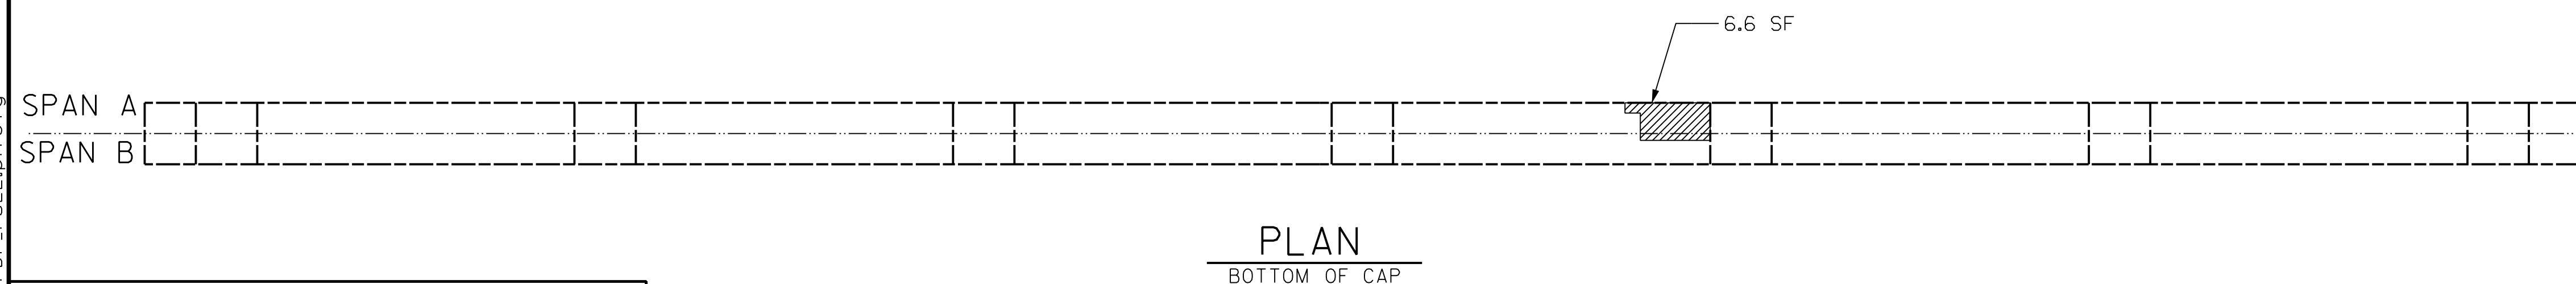 6.6 SF
SPAN A
SPAN B
PLAN
BOTTOM OF CAP